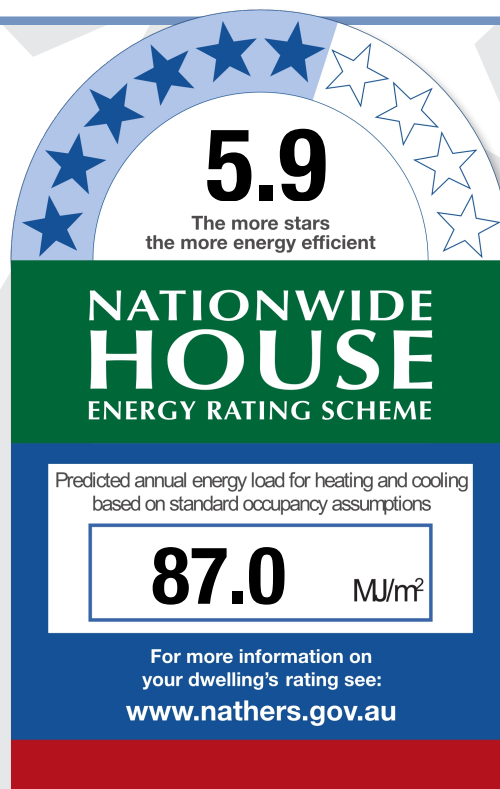 5.9
The more stars
the more energy efficient
NATIONWIDE
HOUSE
ENERGY RATING SCHEME
Predicted annual energy load for heating and cooling
based on standard occupancy assumptions
87.0 MJ/m²
For more information on
your dwelling's rating see:
www.nathers.gov.au